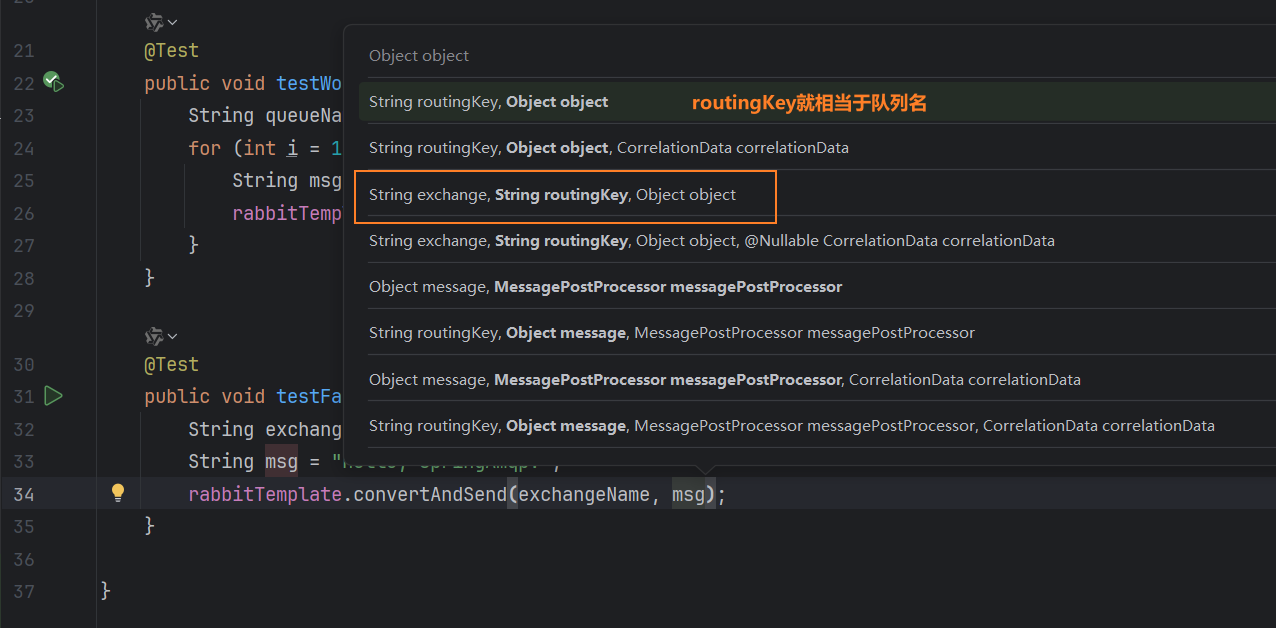 Object object
21 @Test
String routingKey, Object object routingKey就相当于队列名
22 public void testWo
23 String queueNa
String routingKey, Object object, CorrelationData correlationData
24 for (int i = 1
25 String msg
String exchange, String routingKey, Object object
26 rabbitTemp
String exchange, String routingKey, Object object, @Nullable CorrelationData correlationData
27 }
28 }
Object message, MessagePostProcessor messagePostProcessor
29
String routingKey, Object message, MessagePostProcessor messagePostProcessor
30 @Test
Object message, MessagePostProcessor messagePostProcessor, CorrelationData correlationData
31 public void testFa
32 String exchang
String routingKey, Object message, MessagePostProcessor messagePostProcessor, CorrelationData correlationData
33 String msg = "
34 rabbitTemplate.convertAndSend(exchangeName, msg);
35 }
36
37 }